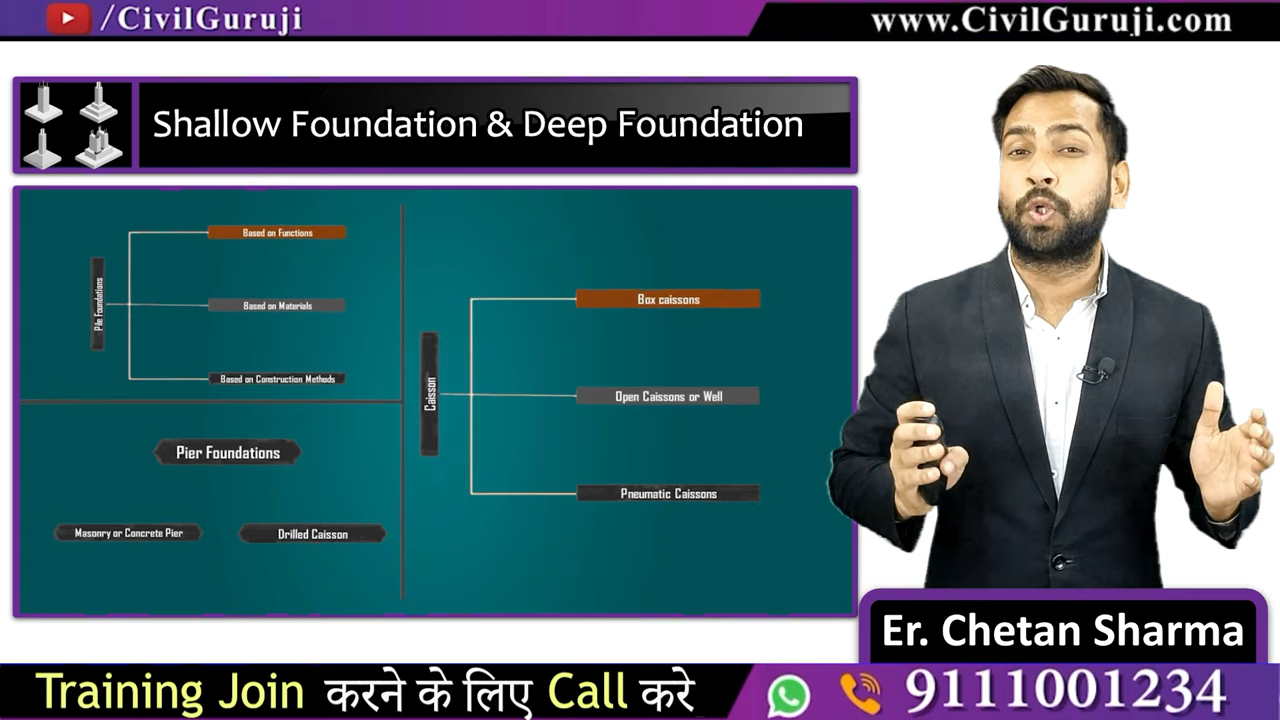 /CivilGuruji
www.CivilGuruji.com
Shallow Foundation & Deep Foundation
Pile Foundations
Based on Functions
Based on Materials
Based on Construction Methods
Pier Foundations
Masonry or Concrete Pier
Drilled Caisson
Caisson
Box caissons
Open Caissons or Well
Pneumatic Caissons
Er. Chetan Sharma
Training Join करने के लिए Call करे
9111001234